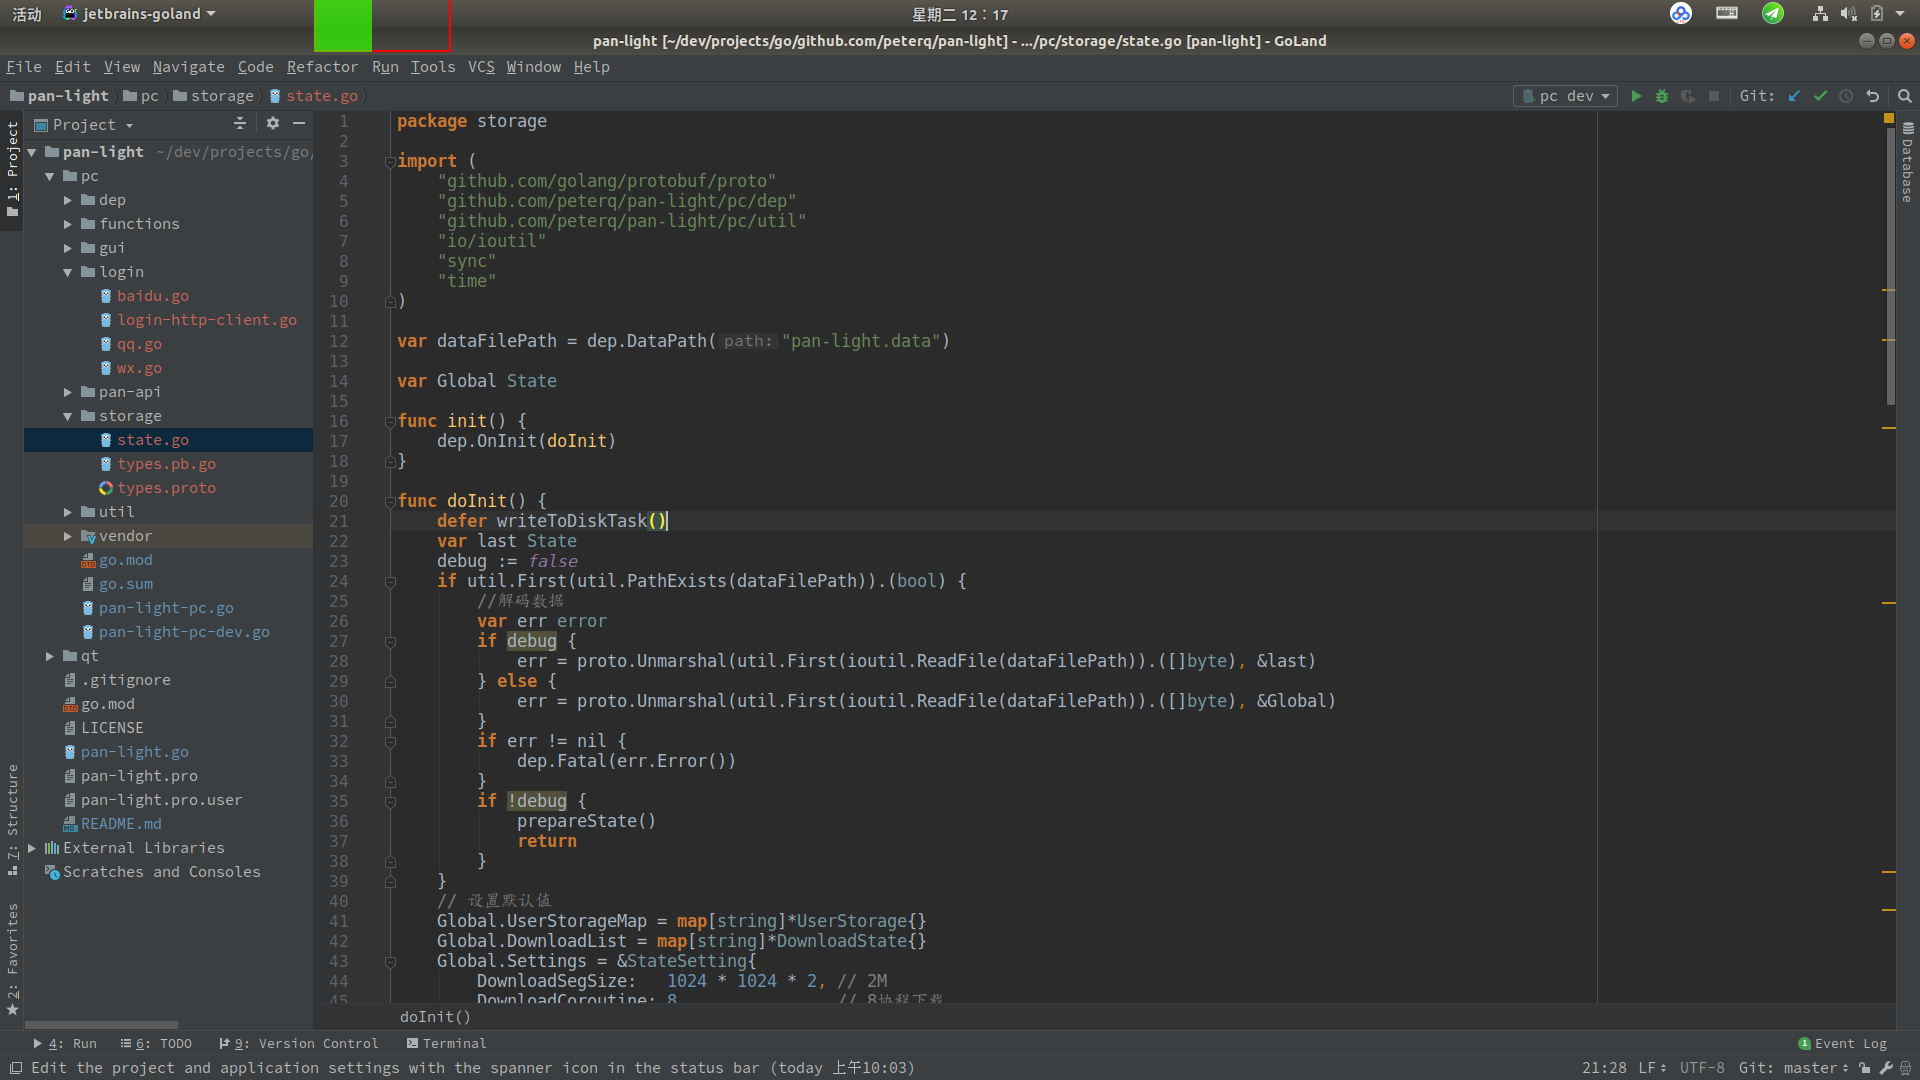 活动 jetbrains-goland 星期二 12：17
pan-light [~/dev/projects/go/github.com/peterq/pan-light] - .../pc/storage/state.go [pan-light] - GoLand
File Edit View Navigate Code Refactor Run Tools VCS Window Help
pan-light pc storage state.go pc dev Git:
Project
1: Project
Database
7: Structure
2: Favorites
pan-light ~/dev/projects/go/
pc
dep
functions
gui
login
baidu.go
login-http-client.go
qq.go
wx.go
pan-api
storage
state.go
types.pb.go
types.proto
util
vendor
go.mod
go.sum
pan-light-pc.go
pan-light-pc-dev.go
qt
.gitignore
go.mod
LICENSE
pan-light.go
pan-light.pro
pan-light.pro.user
README.md
External Libraries
Scratches and Consoles
1 package storage
2
3 import (
4 "github.com/golang/protobuf/proto"
5 "github.com/peterq/pan-light/pc/dep"
6 "github.com/peterq/pan-light/pc/util"
7 "io/ioutil"
8 "sync"
9 "time"
10 )
11
12 var dataFilePath = dep.DataPath( path: "pan-light.data")
13
14 var Global State
15
16 func init() {
17 dep.OnInit(doInit)
18 }
19
20 func doInit() {
21 defer writeToDiskTask()
22 var last State
23 debug := false
24 if util.First(util.PathExists(dataFilePath)).(bool) {
25 //解码数据
26 var err error
27 if debug {
28 err = proto.Unmarshal(util.First(ioutil.ReadFile(dataFilePath)).([]byte), &last)
29 } else {
30 err = proto.Unmarshal(util.First(ioutil.ReadFile(dataFilePath)).([]byte), &Global)
31 }
32 if err != nil {
33 dep.Fatal(err.Error())
34 }
35 if !debug {
36 prepareState()
37 return
38 }
39 }
40 // 设置默认值
41 Global.UserStorageMap = map[string]*UserStorage{}
42 Global.DownloadList = map[string]*DownloadState{}
43 Global.Settings = &StateSetting{
44 DownloadSegSize: 1024 * 1024 * 2, // 2M
45 DownloadCoroutine: 8 // 8协程下载
doInit()
4: Run 6: TODO 9: Version Control Terminal 1 Event Log
Edit the project and application settings with the spanner icon in the status bar (today 上午10:03) 21:28 LF UTF-8 Git: master